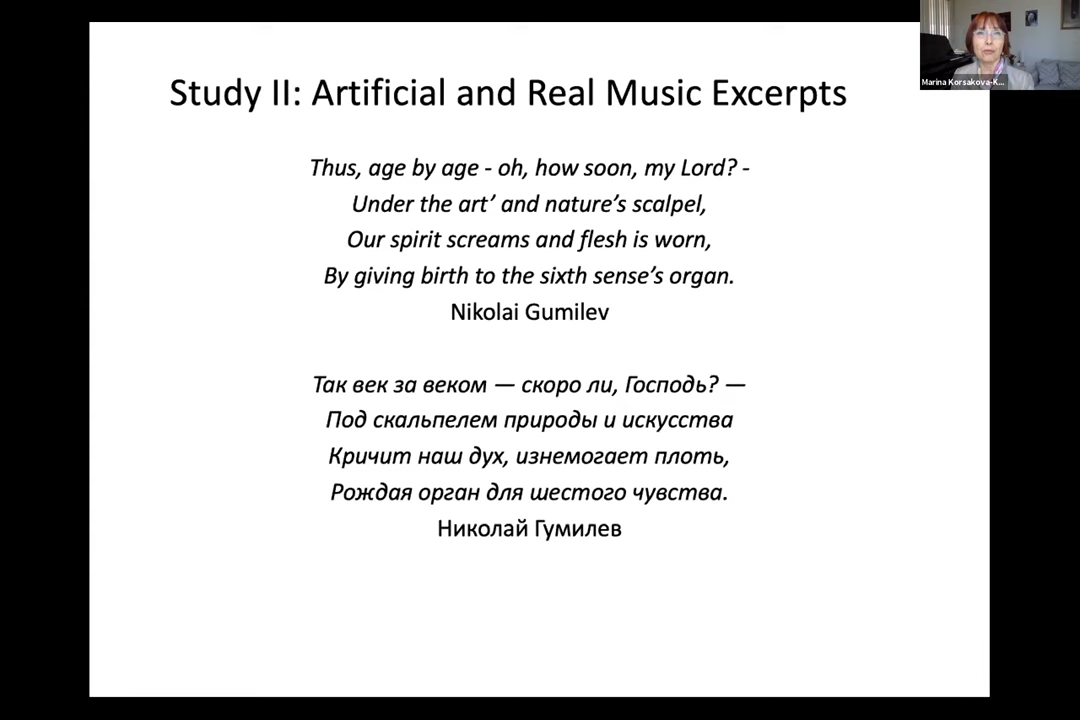 Study II: Artificial and Real Music Excerpts
Thus, age by age - oh, how soon, my Lord? -
Under the art’ and nature’s scalpel,
Our spirit screams and flesh is worn,
By giving birth to the sixth sense’s organ.
Nikolai Gumilev
Так век за веком — скоро ли, Господь? —
Под скальпелем природы и искусства
Кричит наш дух, изнемогает плоть,
Рождая орган для шестого чувства.
Николай Гумилев
Marina Korsakova-K...